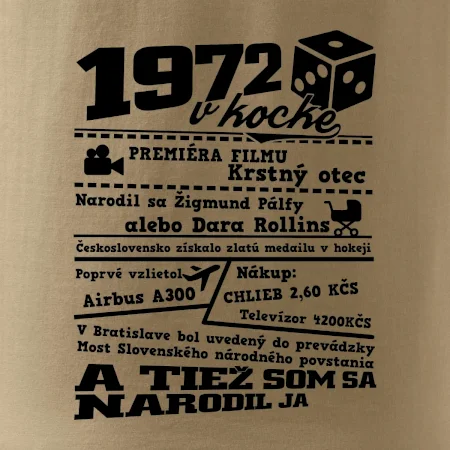 1972
v kocke
PREMIÉRA FILMU
Krstný otec
Narodil sa Žigmund Pálfy
alebo Dara Rollins
Československo získalo zlatú medailu v hokeji
Poprvé vzlietol
Airbus A300
Nákup:
CHLIEB 2,60 KČS
Televízor 4200KČS
V Bratislave bol uvedený do prevádzky
Most Slovenského národného povstania
A TIEŽ SOM SA
NARODIL JA